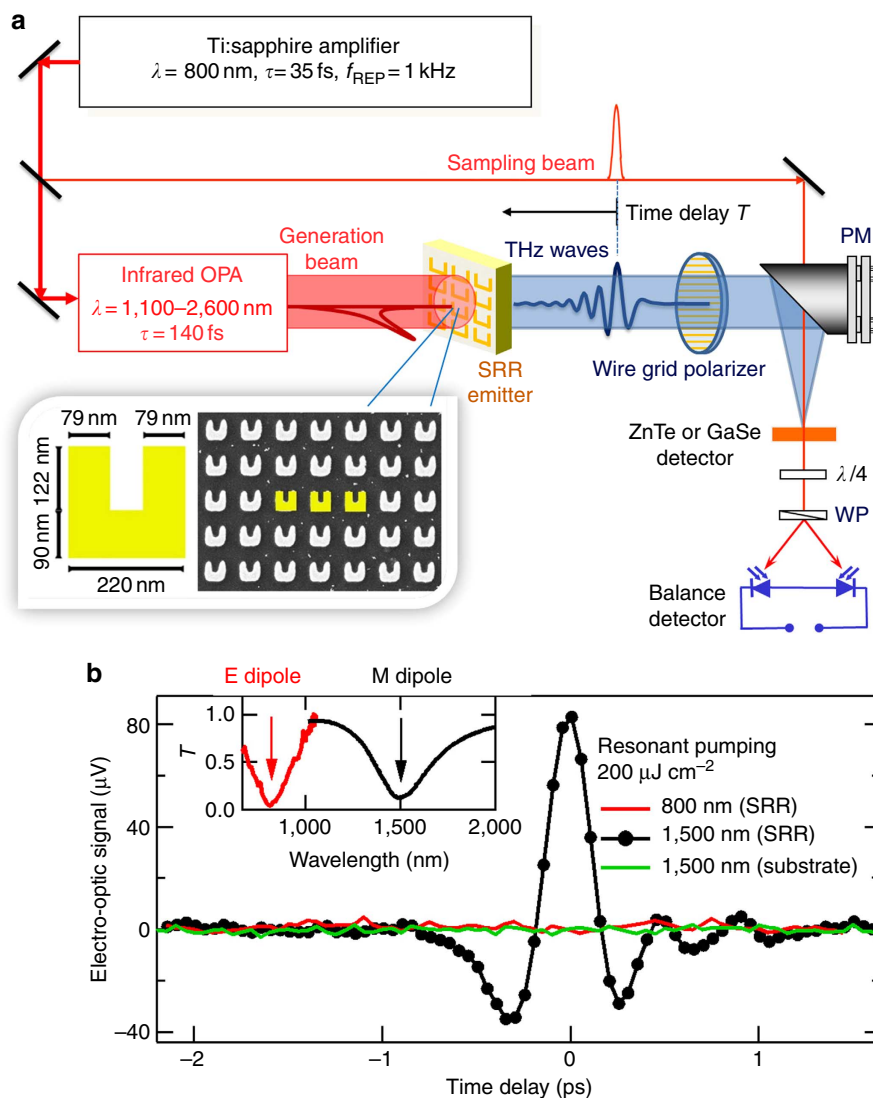 a
Ti:sapphire amplifier
λ = 800 nm, τ = 35 fs, fREP = 1 kHz
Sampling beam
Time delay T
Generation
beam
THz waves
PM
Infrared OPA
λ = 1,100–2,600 nm
τ = 140 fs
SRR
emitter
Wire grid polarizer
79 nm
79 nm
122 nm
90 nm
220 nm
ZnTe or GaSe
detector
λ/4
WP
Balance
detector
b
E dipole
M dipole
T
1.0
0.5
0.0
1,000
1,500
2,000
Wavelength (nm)
Resonant pumping
200 μJ cm–2
800 nm (SRR)
1,500 nm (SRR)
1,500 nm (substrate)
Electro-optic signal (μV)
80
40
0
–40
–2
–1
0
1
Time delay (ps)